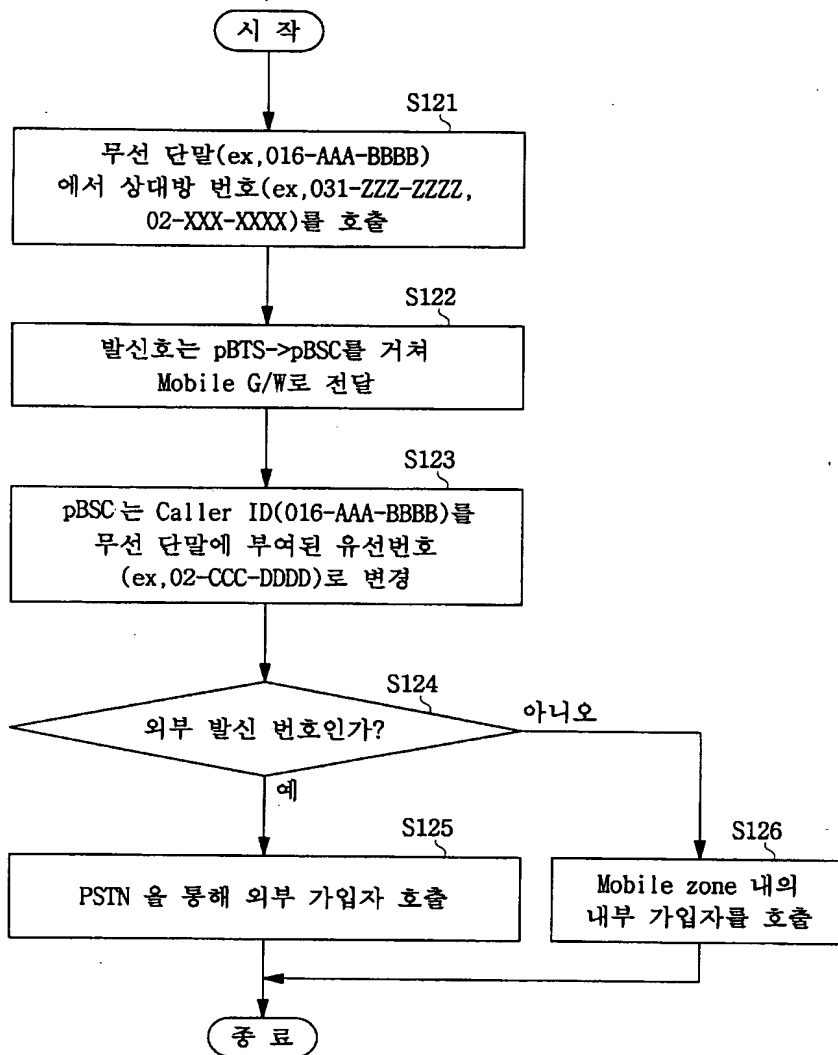 시 작
S121
무선 단말(ex,016-AAA-BBBB)
에서 상대방 번호(ex,031-ZZZ-ZZZZ,
02-XXX-XXXX)를 호출
S122
발신호는 pBTS->pBSC를 거쳐
Mobile G/W로 전달
S123
pBSC는 Caller ID(016-AAA-BBBB)를
무선 단말에 부여된 유선번호
(ex,02-CCC-DDDD)로 변경
S124
외부 발신 번호인가?
아니오
예
S125
PSTN 을 통해 외부 가입자 호출
S126
Mobile zone 내의
내부 가입자를 호출
종 료